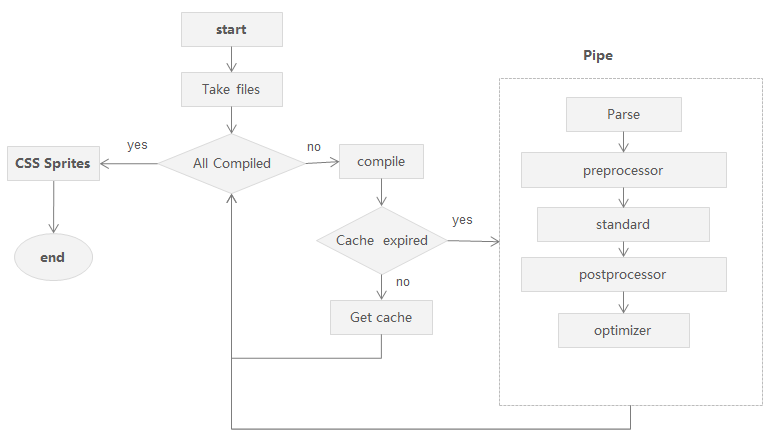 start
Take files
All Compiled
yes
CSS Sprites
end
no
compile
Cache expired
yes
no
Get cache
Pipe
Parse
preprocessor
standard
postprocessor
optimizer